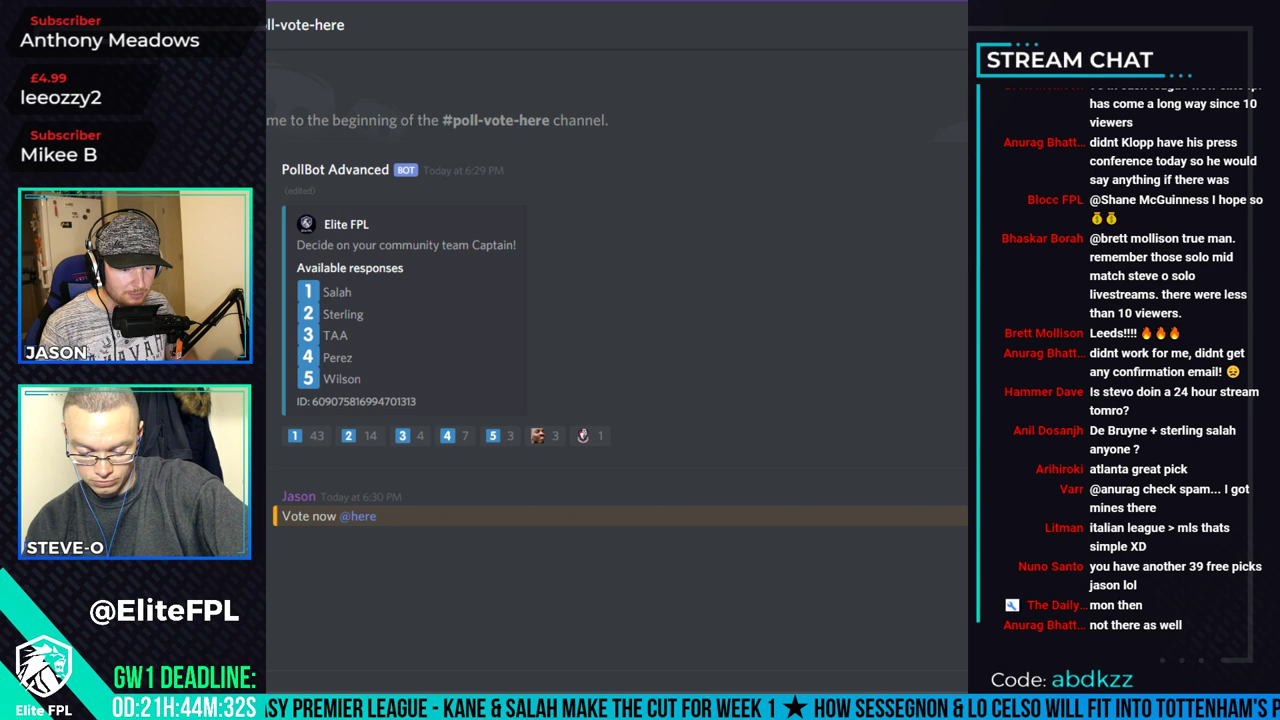 Subscriber
Anthony Meadows
£4.99
leeozzy2
Subscriber
Mikee B
JASON
STEVE-O
@EliteFPL
Elite FPL
GW1 DEADLINE:
0D:21H:44M:32S
ll-vote-here
me to the beginning of the #poll-vote-here channel.
PollBot Advanced BOT Today at 6:29 PM
(edited)
Elite FPL
Decide on your community team Captain!
Available responses
1 Salah
2 Sterling
3 TAA
4 Perez
5 Wilson
ID: 609075816994701313
1 43 2 14 3 4 4 7 5 3 3 1
Jason Today at 6:30 PM
Vote now @here
STREAM CHAT
has come a long way since 10
viewers
Anurag Bhatt... didnt Klopp have his press
conference today so he would
say anything if there was
Blocc FPL @Shane McGuinness I hope so
💰💰
Bhaskar Borah @brett mollison true man.
remember those solo mid
match steve o solo
livestreams. there were less
than 10 viewers.
Brett Mollison Leeds!!!! 🔥🔥🔥
Anurag Bhatt... didnt work for me, didnt get
any confirmation email! 😔
Hammer Dave Is stevo doin a 24 hour stream
tomro?
Anil Dosanjh De Bruyne + sterling salah
anyone ?
Arihiroki atlanta great pick
Varr @anurag check spam... I got
mines there
Litman italian league > mls thats
simple XD
Nuno Santo you have another 39 free picks
jason lol
The Daily... mon then
Anurag Bhatt... not there as well
Code: abdkzz
SY PREMIER LEAGUE - KANE & SALAH MAKE THE CUT FOR WEEK 1 ★ HOW SESSEGNON & LO CELSO WILL FIT INTO TOTTENHAM'S